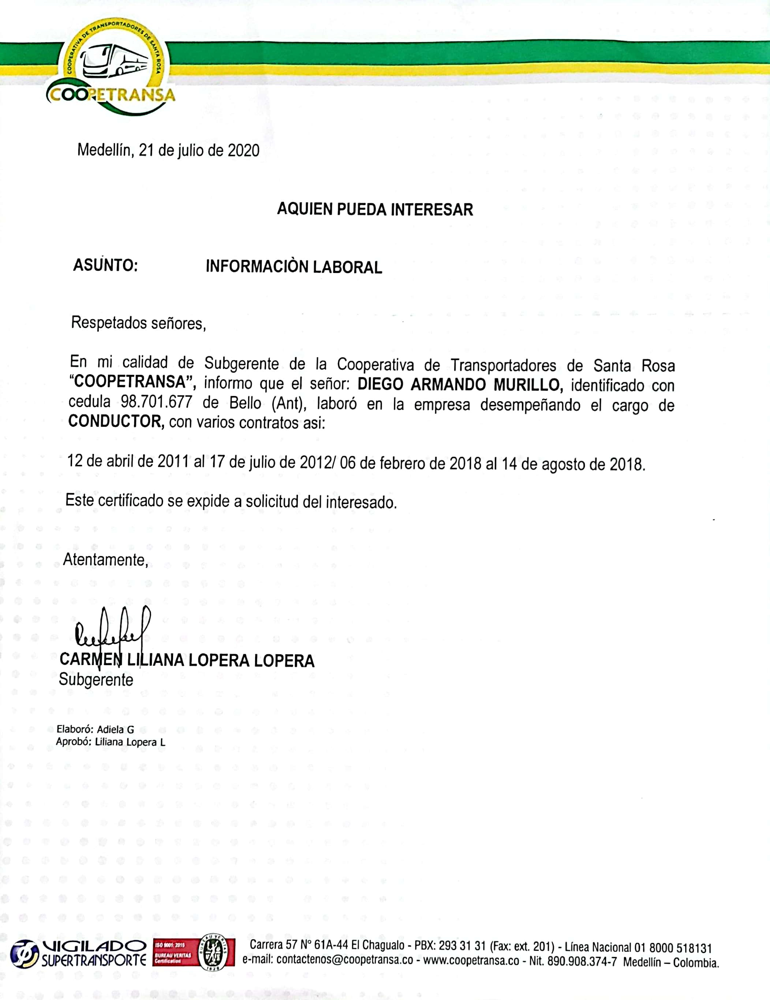 COOPERATIVA DE TRANSPORTADORES DE SANTA ROSA
COOPETRANSA
Medellín, 21 de julio de 2020
AQUIEN PUEDA INTERESAR
ASUNTO: INFORMACIÒN LABORAL
Respetados señores,
En mi calidad de Subgerente de la Cooperativa de Transportadores de Santa Rosa
“COOPETRANSA”, informo que el señor: DIEGO ARMANDO MURILLO, identificado con
cedula 98.701.677 de Bello (Ant), laboró en la empresa desempeñando el cargo de
CONDUCTOR, con varios contratos asi:
12 de abril de 2011 al 17 de julio de 2012/ 06 de febrero de 2018 al 14 de agosto de 2018.
Este certificado se expide a solicitud del interesado.
Atentamente,
CARMEN LILIANA LOPERA LOPERA
Subgerente
Elaboró: Adiela G
Aprobó: Liliana Lopera L
VIGILADO
SUPERTRANSPORTE
ISO 9001: 2015
BUREAU VERITAS
Certification
BUREAU VERITAS
1828
Carrera 57 Nº 61A-44 El Chagualo - PBX: 293 31 31 (Fax: ext. 201) - Línea Nacional 01 8000 518131
e-mail: contactenos@coopetransa.co - www.coopetransa.co - Nit. 890.908.374-7 Medellín – Colombia.